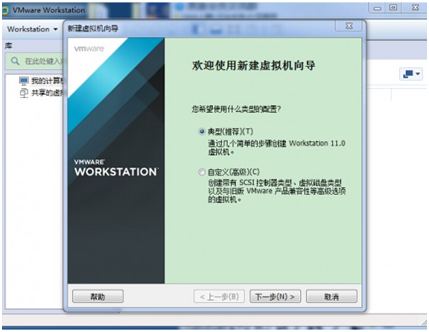 VMware Workstation
Workstation
新建虚拟机向导
库
在此处键入
我的计算机
共享的虚拟
vmware
VMWARE
WORKSTATION
欢迎使用新建虚拟机向导
您希望使用什么类型的配置?
典型(推荐)(T)
通过几个简单的步骤创建 Workstation 11.0
虚拟机。
自定义(高级)(C)
创建带有 SCSI 控制器类型、虚拟磁盘类型
以及与旧版 VMware 产品兼容性等高级选项
的虚拟机。
帮助
< 上一步(B)
下一步(N) >
取消